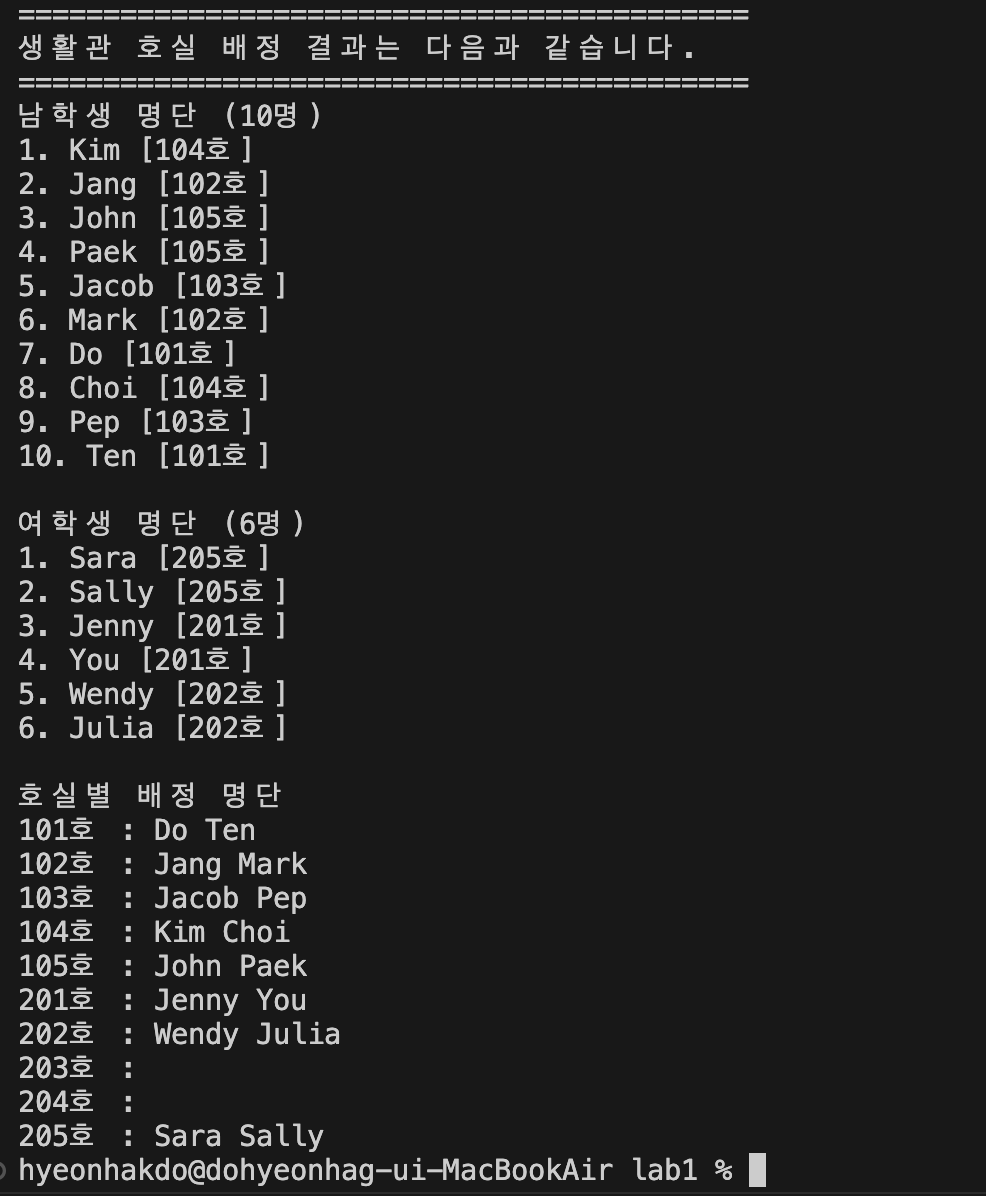 ===========================================
생활관 호실 배정 결과는 다음과 같습니다.
===========================================
남학생 명단 (10명)
1. Kim [104호]
2. Jang [102호]
3. John [105호]
4. Paek [105호]
5. Jacob [103호]
6. Mark [102호]
7. Do [101호]
8. Choi [104호]
9. Pep [103호]
10. Ten [101호]
여학생 명단 (6명)
1. Sara [205호]
2. Sally [205호]
3. Jenny [201호]
4. You [201호]
5. Wendy [202호]
6. Julia [202호]
호실별 배정 명단
101호 : Do Ten
102호 : Jang Mark
103호 : Jacob Pep
104호 : Kim Choi
105호 : John Paek
201호 : Jenny You
202호 : Wendy Julia
203호 :
204호 :
205호 : Sara Sally
hyeonhakdo@dohyeonhag-ui-MacBookAir lab1 %